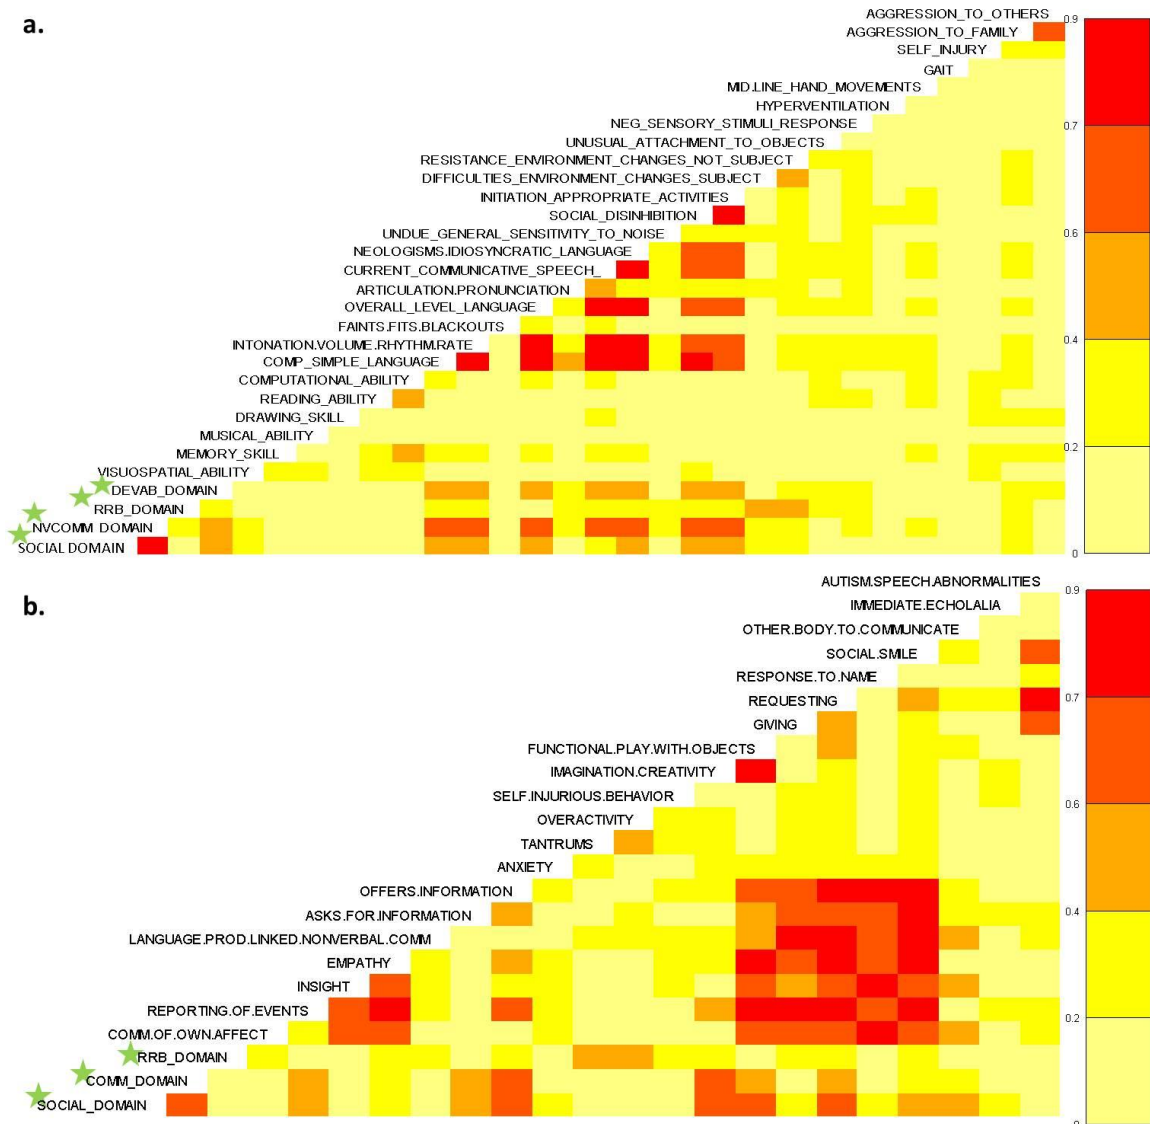 a.
AGGRESSION_TO_OTHERS
0.9
AGGRESSION_TO_FAMILY
SELF_INJURY
GAIT
MID.LINE_HAND_MOVEMENTS
HYPERVENTILATION
0.7
NEG_SENSORY_STIMULI_RESPONSE
UNUSUAL_ATTACHMENT_TO_OBJECTS
RESISTANCE_ENVIRONMENT_CHANGES_NOT_SUBJECT
DIFFICULTIES_ENVIRONMENT_CHANGES_SUBJECT
INITIATION_APPROPRIATE_ACTIVITIES
SOCIAL_DISINHIBITION
0.6
UNDUE_GENERAL_SENSITIVITY_TO_NOISE
NEOLOGISMS.IDIOSYNCRATIC_LANGUAGE
CURRENT_COMMUNICATIVE_SPEECH_
ARTICULATION.PRONUNCIATION
OVERALL_LEVEL_LANGUAGE
FAINTS.FITS.BLACKOUTS
0.4
INTONATION.VOLUME.RHYTHM.RATE
COMP_SIMPLE_LANGUAGE
COMPUTATIONAL_ABILITY
READING_ABILITY
DRAWING_SKILL
MUSICAL_ABILITY
0.2
MEMORY_SKILL
VISUOSPATIAL_ABILITY
DEVAB_DOMAIN
RRB_DOMAIN
NVCOMM_DOMAIN
SOCIAL DOMAIN
0
b.
AUTISM.SPEECH.ABNORMALITIES
0.9
IMMEDIATE.ECHOLALIA
OTHER.BODY.TO.COMMUNICATE
SOCIAL.SMILE
RESPONSE.TO.NAME
REQUESTING
0.7
GIVING
FUNCTIONAL.PLAY.WITH.OBJECTS
IMAGINATION.CREATIVITY
SELF.INJURIOUS.BEHAVIOR
0.6
OVERACTIVITY
TANTRUMS
ANXIETY
OFFERS.INFORMATION
0.4
ASKS.FOR.INFORMATION
LANGUAGE.PROD.LINKED.NONVERBAL.COMM
EMPATHY
INSIGHT
REPORTING.OF.EVENTS
0.2
COMM.OF.OWN.AFFECT
RRB_DOMAIN
COMM_DOMAIN
SOCIAL_DOMAIN
0